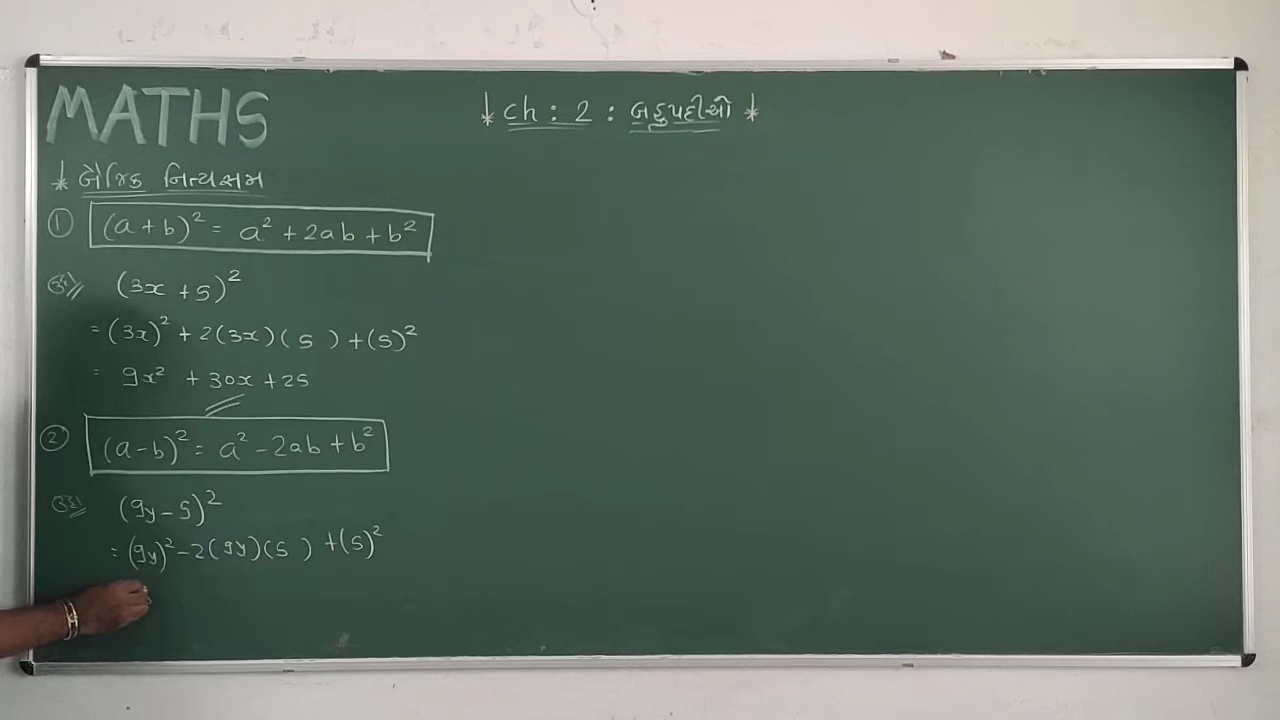 MATHS
* Ch : 2 : બહુપદીઓ *
* બૈજિક નિત્યસમ
① (a + b)² = a² + 2ab + b²
ઉદા (3x + 5)²
= (3x)² + 2(3x)(5) + (5)²
= 9x² + 30x + 25
② (a - b)² = a² - 2ab + b²
ઉદા (9y - 5)²
= (9y)² - 2(9y)(5) + (5)²